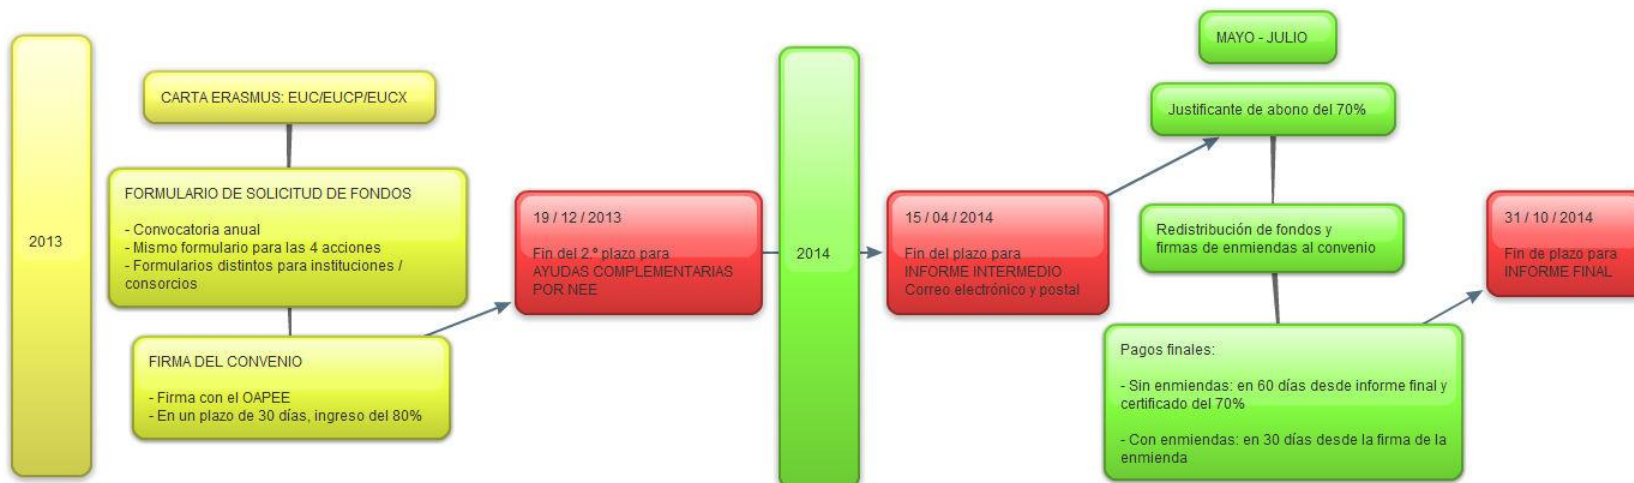 2013
CARTA ERASMUS: EUC/EUCP/EUCX
FORMULARIO DE SOLICITUD DE FONDOS
- Convocatoria anual
- Mismo formulario para las 4 acciones
- Formularios distintos para instituciones /
consorcios
FIRMA DEL CONVENIO
- Firma con el OAPEE
- En un plazo de 30 días, ingreso del 80%
19 / 12 / 2013
Fin del 2.º plazo para
AYUDAS COMPLEMENTARIAS
POR NEE
2014
15 / 04 / 2014
Fin del plazo para
INFORME INTERMEDIO
Correo electrónico y postal
MAYO - JULIO
Justificante de abono del 70%
Redistribución de fondos y
firmas de enmiendas al convenio
Pagos finales:
- Sin enmiendas: en 60 días desde informe final y
certificado del 70%
- Con enmiendas: en 30 días desde la firma de la
enmienda
31 / 10 / 2014
Fin de plazo para
INFORME FINAL